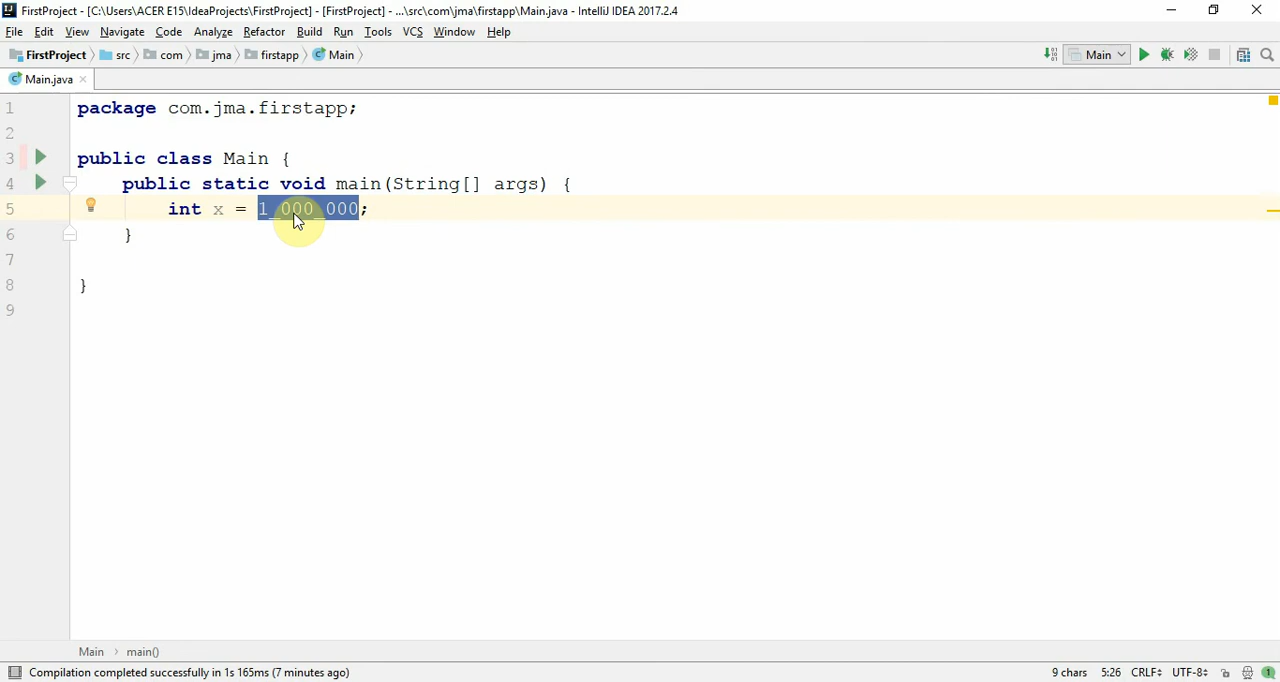 FirstProject - [C:\Users\ACER E15\IdeaProjects\FirstProject] - [FirstProject] - ...\src\com\jma\firstapp\Main.java - IntelliJ IDEA 2017.2.4
File Edit View Navigate Code Analyze Refactor Build Run Tools VCS Window Help
FirstProject src com jma firstapp Main Main
Main.java
1 package com.jma.firstapp;
2
3 public class Main {
4 public static void main(String[] args) {
5 int x = 1_000_000;
6 }
7
8 }
9
Main > main()
Compilation completed successfully in 1s 165ms (7 minutes ago) 9 chars 5:26 CRLF UTF-8 1